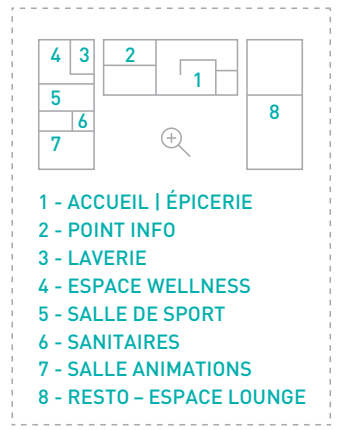 4 3 2
1
5 8
6
7
1 - ACCUEIL | ÉPICERIE
2 - POINT INFO
3 - LAVERIE
4 - ESPACE WELLNESS
5 - SALLE DE SPORT
6 - SANITAIRES
7 - SALLE ANIMATIONS
8 - RESTO – ESPACE LOUNGE